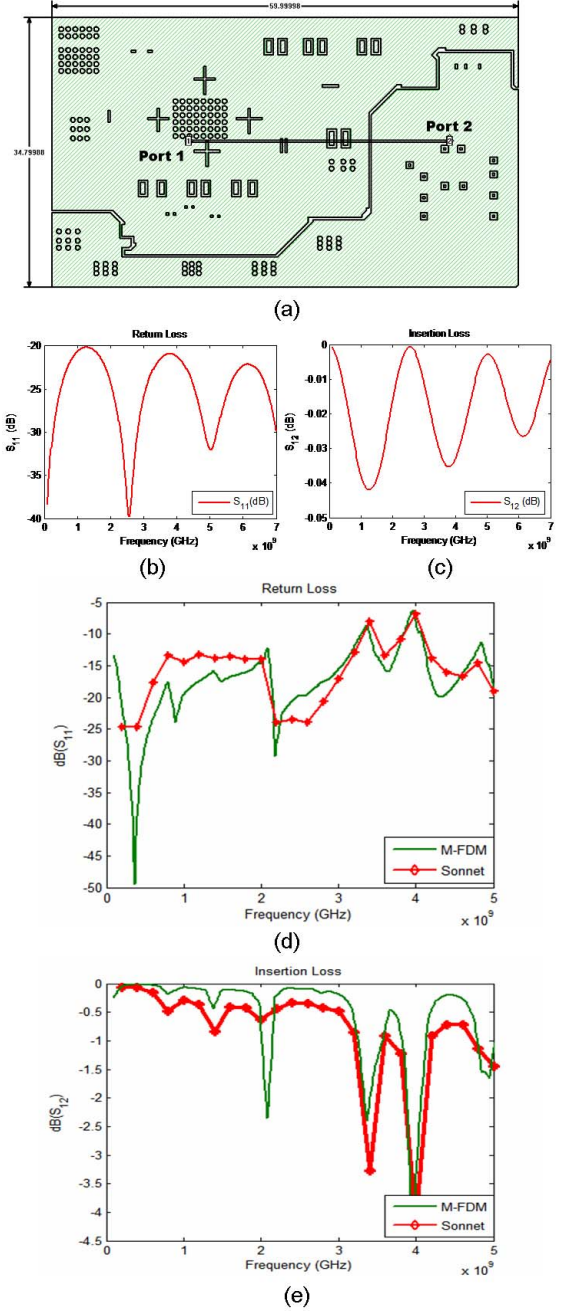 59.99998
34.79988
Port 1
Port 2
(a)
Return Loss
-20
-25
-30
-35
-40
S11 (dB)
S11(dB)
0 1 2 3 4 5 6 7
Frequency (GHz)
x 10^9
(b)
Insertion Loss
0
-0.01
-0.02
-0.03
-0.04
-0.05
S12 (dB)
S12 (dB)
0 1 2 3 4 5 6 7
Frequency (GHz)
x 10^9
(c)
Return Loss
-5
-10
-15
-20
-25
-30
-35
-40
-45
-50
dB(S11)
M-FDM
Sonnet
0 1 2 3 4 5
Frequency (GHz)
x 10^9
(d)
Insertion Loss
0
-0.5
-1
-1.5
-2
-2.5
-3
-3.5
-4
-4.5
dB(S12)
M-FDM
Sonnet
0 1 2 3 4 5
Frequency (GHz)
x 10^9
(e)